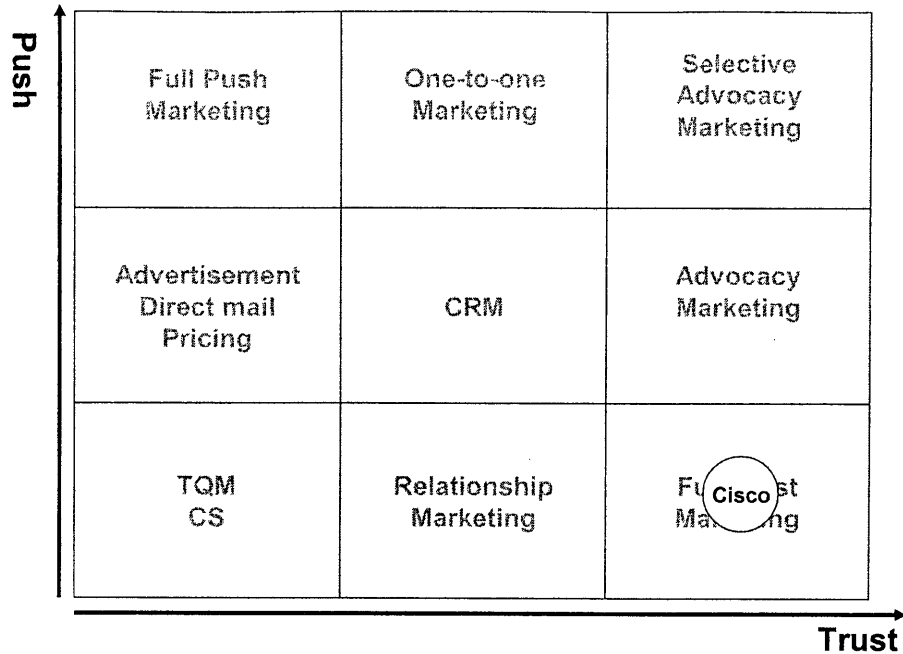 Push
Full Push
Marketing
One-to-one
Marketing
Selective
Advocacy
Marketing
Advertisement
Direct mail
Pricing
CRM
Advocacy
Marketing
TQM
CS
Relationship
Marketing
Cisco
Trust